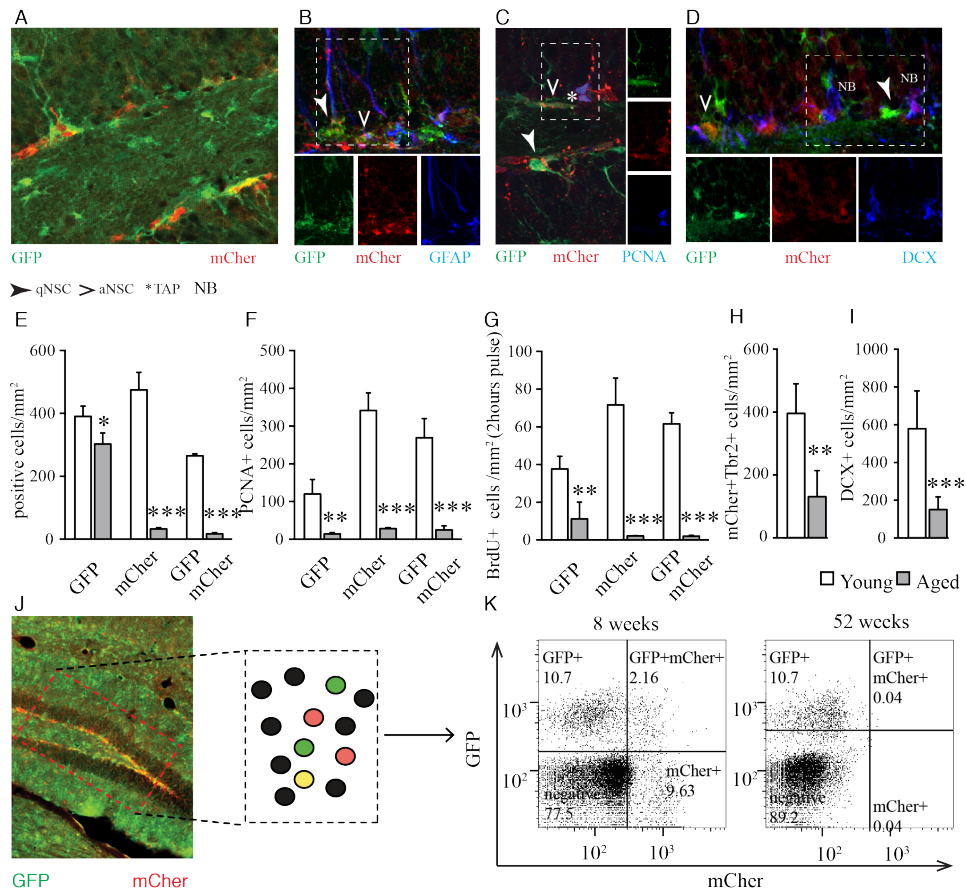 A
B
C
D
NB
NB
*
GFP
mCher
GFP
mCher
GFAP
GFP
mCher
PCNA
GFP
mCher
DCX
qNSC
aNSC
*TAP
NB
E
F
G
H
I
positive cells/mm²
600
400
200
0
*
***
***
GFP
mCher
GFP
mCher
PCNA+ cells/mm²
500
400
300
200
100
0
**
***
***
GFP
mCher
GFP
mCher
BrdU+ cells /mm² (2hours pulse)
100
80
60
40
20
0
**
***
***
GFP
mCher
GFP
mCher
mCher+Tbr2+ cells/mm²
600
400
200
0
**
DCX+ cells/mm²
1000
800
600
400
200
0
***
Young
Aged
J
GFP
mCher
K
8 weeks
52 weeks
GFP
GFP+
10.7
GFP+mCher+
2.16
mCher+
9.63
negative
77.5
10³
10²
10²
10³
GFP+
10.7
GFP+
mCher+
0.04
mCher+
0.04
negative
89.2
10³
10²
10²
10³
mCher